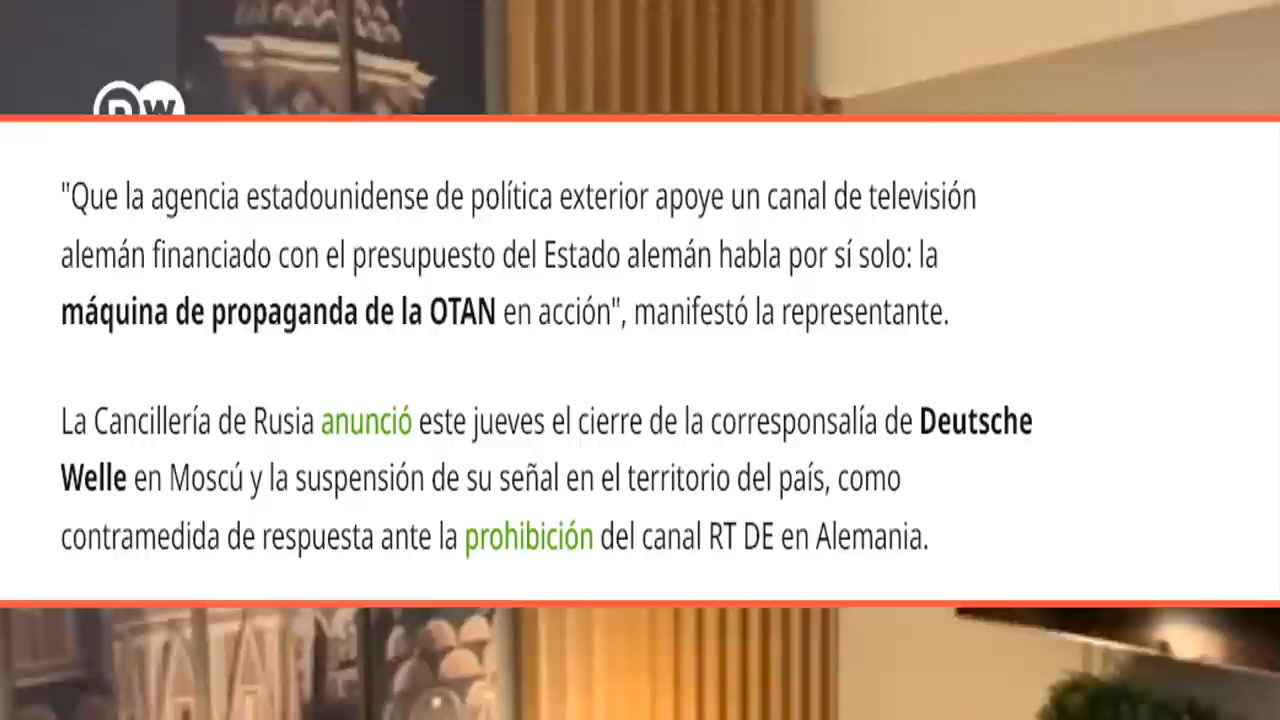 DW
"Que la agencia estadounidense de política exterior apoye un canal de televisión
alemán financiado con el presupuesto del Estado alemán habla por sí solo: la
máquina de propaganda de la OTAN en acción", manifestó la representante.
La Cancillería de Rusia anunció este jueves el cierre de la corresponsalía de Deutsche
Welle en Moscú y la suspensión de su señal en el territorio del país, como
contramedida de respuesta ante la prohibición del canal RT DE en Alemania.